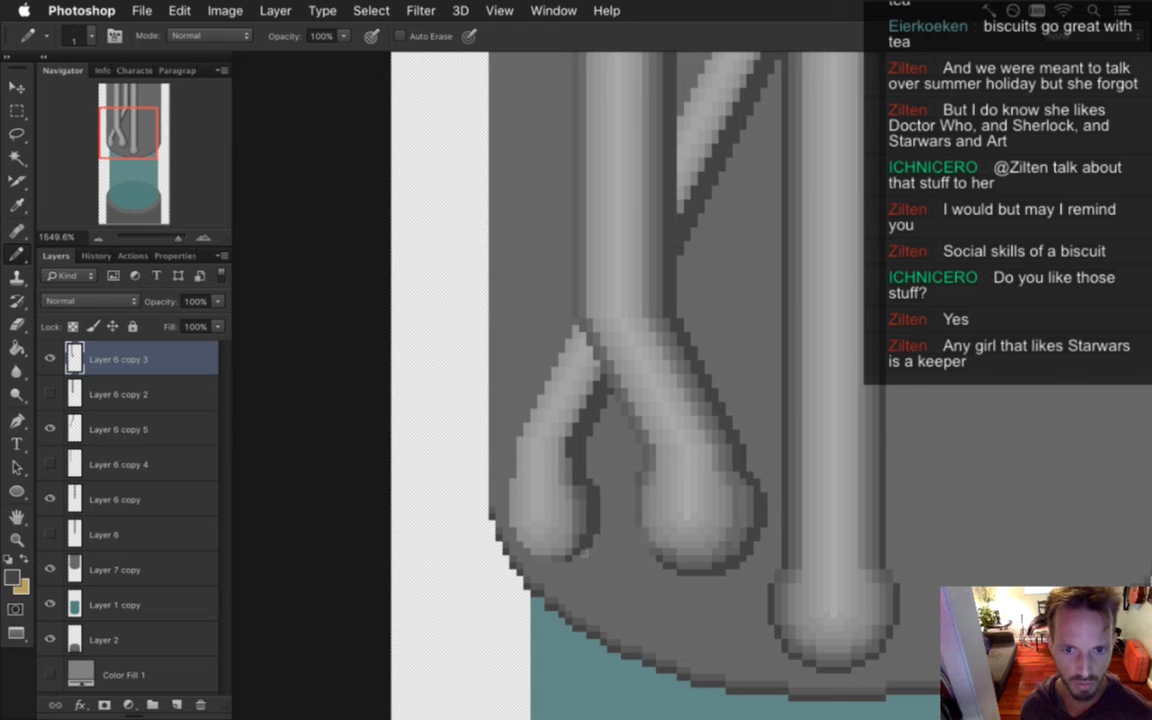 Photoshop File Edit Image Layer Type Select Filter 3D View Window Help
1 Mode: Normal Opacity: 100% Auto Erase
Navigator Info Characte Paragrap
1549.6%
Layers History Actions Properties
Kind
Normal Opacity: 100%
Lock: Fill: 100%
Layer 6 copy 3
Layer 6 copy 2
Layer 6 copy 5
Layer 6 copy 4
Layer 6 copy
Layer 6
Layer 7 copy
Layer 1 copy
Layer 2
Color Fill 1
fx
tea
Eierkoeken biscuits go great with
tea
Zilten And we were meant to talk
over summer holiday but she forgot
Zilten But I do know she likes
Doctor Who, and Sherlock, and
Starwars and Art
ICHNICERO @Zilten talk about
that stuff to her
Zilten I would but may I remind
you
Zilten Social skills of a biscuit
ICHNICERO Do you like those
stuff?
Zilten Yes
Zilten Any girl that likes Starwars
is a keeper